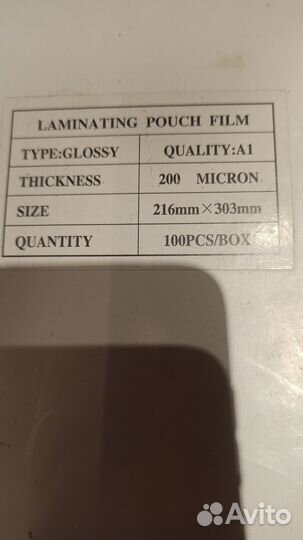 LAMINATING POUCH FILM
TYPE:GLOSSY QUALITY:A1
THICKNESS 200 MICRON
SIZE 216mm×303mm
QUANTITY 100PCS/BOX
Avito